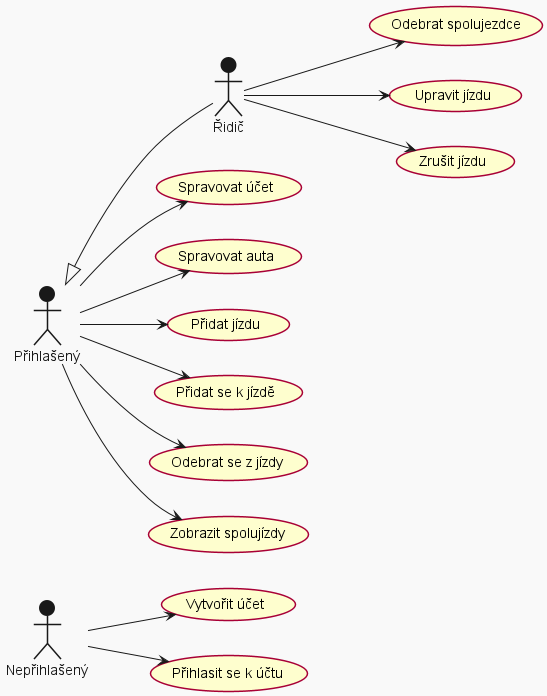 Odebrat spolujezdce
Upravit jízdu
Řidič
Zrušit jízdu
Spravovat účet
Spravovat auta
Přidat jízdu
Přihlašený
Přidat se k jízdě
Odebrat se z jízdy
Zobrazit spolujízdy
Vytvořit účet
Nepřihlašený
Přihlasit se k účtu